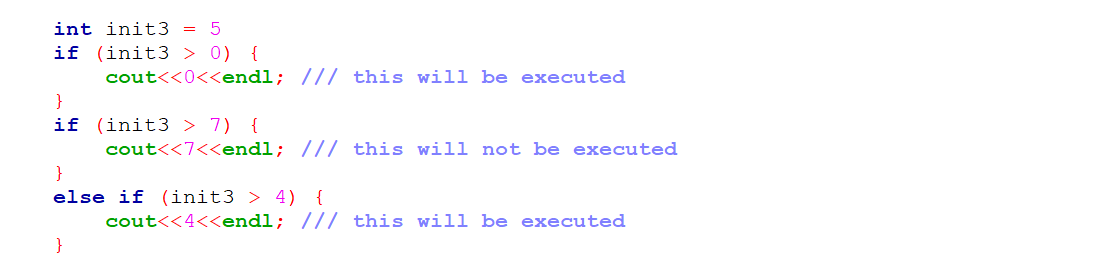 int init3 = 5
if (init3 > 0) {
    cout<<0<<endl; /// this will be executed
}
if (init3 > 7) {
    cout<<7<<endl; /// this will not be executed
}
else if (init3 > 4) {
    cout<<4<<endl; /// this will be executed
}